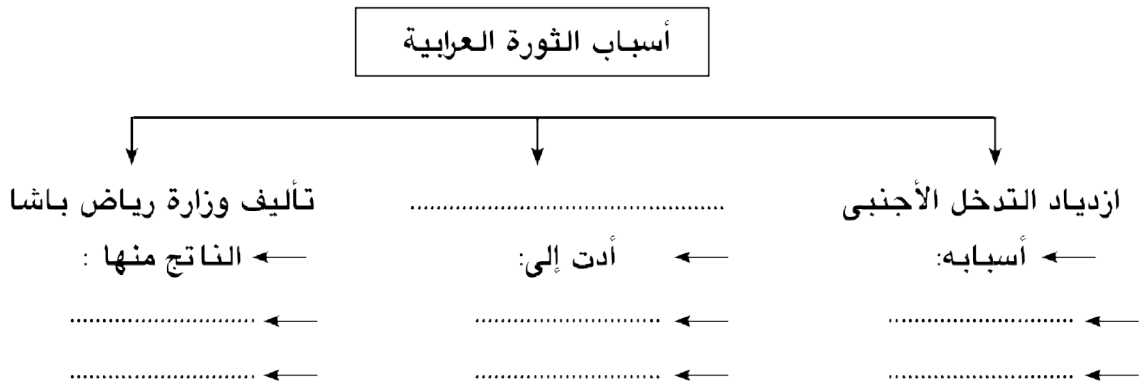 أسباب الثورة العرابية
ازدياد التدخل الأجنبى ........................................ تأليف وزارة رياض باشا
← أسبابه: ← أدت إلى: ← الناتج منها :
← ........................ ← ........................ ← ........................
← ........................ ← ........................ ← ........................